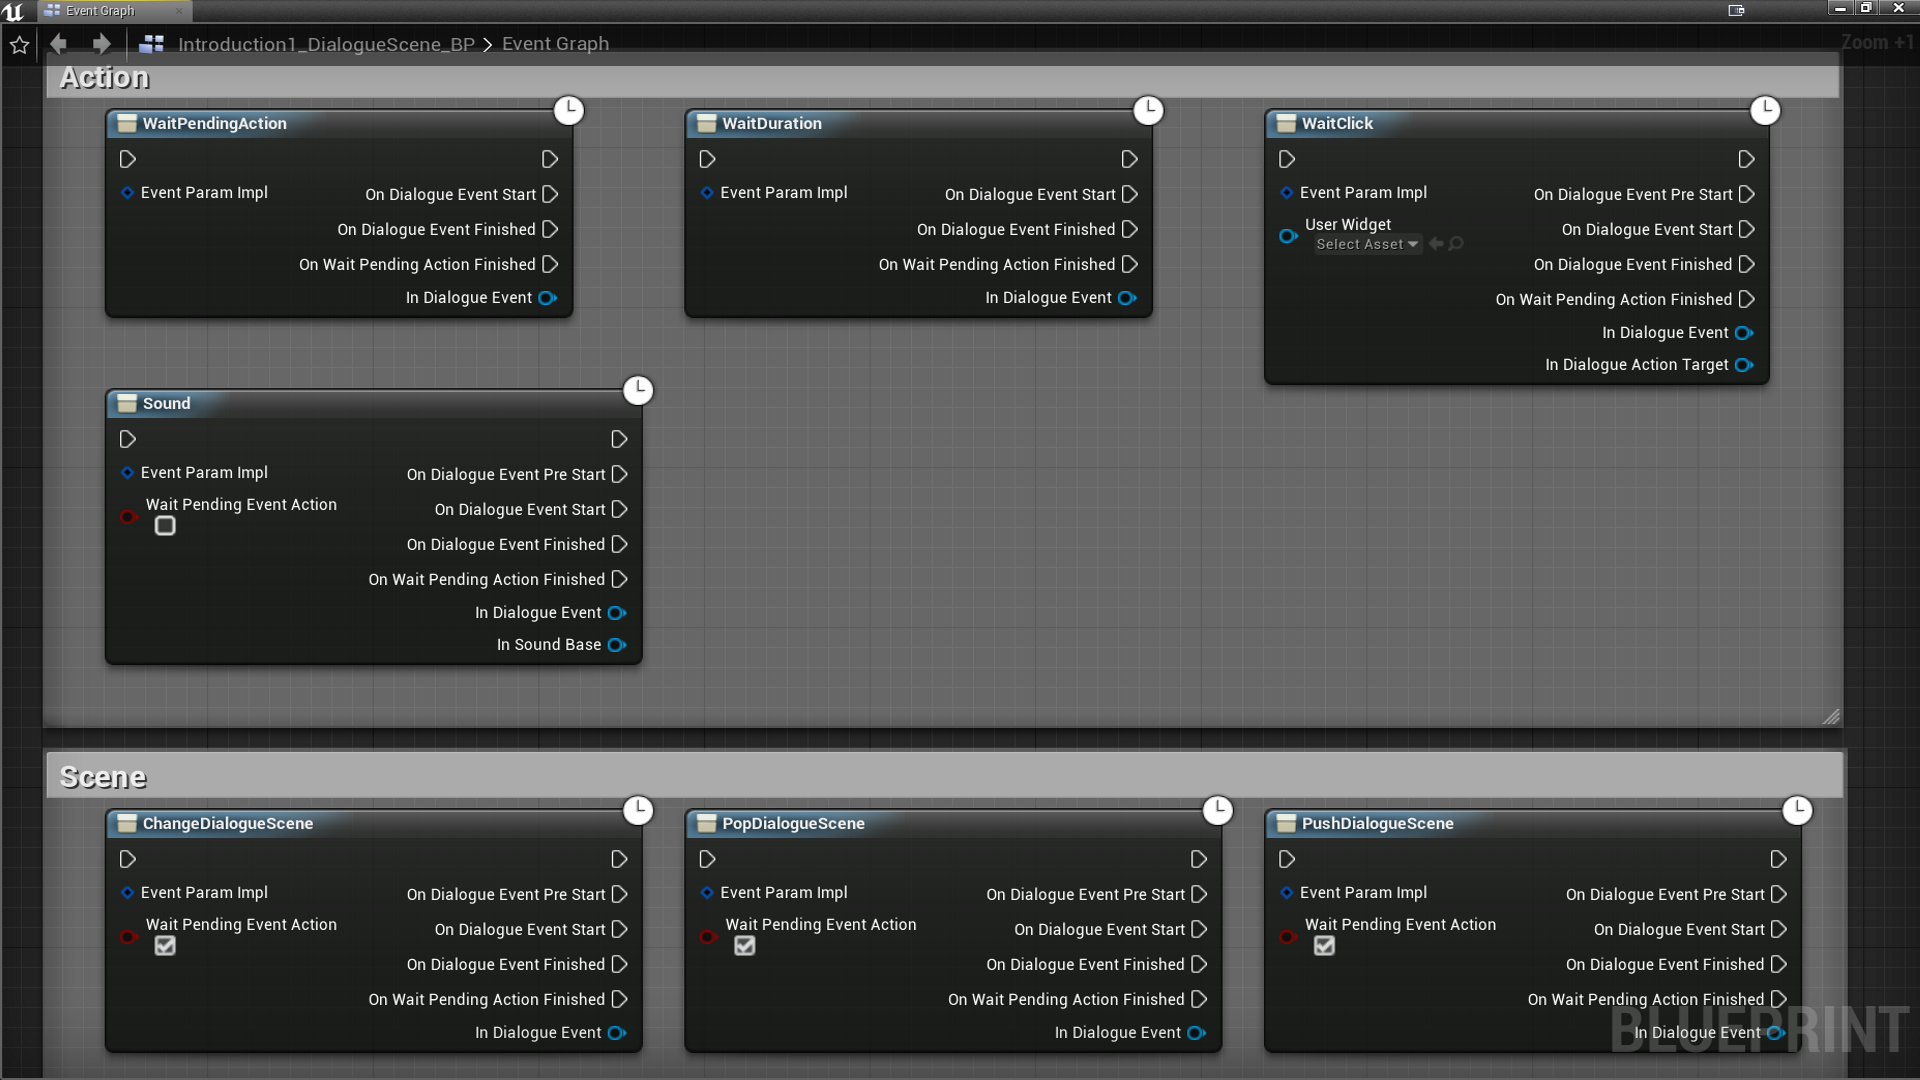 Event Graph
Introduction1_DialogueScene_BP > Event Graph
Zoom +1
Action
WaitPendingAction
Event Param Impl
On Dialogue Event Start
On Dialogue Event Finished
On Wait Pending Action Finished
In Dialogue Event
WaitDuration
Event Param Impl
On Dialogue Event Start
On Dialogue Event Finished
On Wait Pending Action Finished
In Dialogue Event
WaitClick
Event Param Impl
User Widget
Select Asset
On Dialogue Event Pre Start
On Dialogue Event Start
On Dialogue Event Finished
On Wait Pending Action Finished
In Dialogue Event
In Dialogue Action Target
Sound
Event Param Impl
Wait Pending Event Action
On Dialogue Event Pre Start
On Dialogue Event Start
On Dialogue Event Finished
On Wait Pending Action Finished
In Dialogue Event
In Sound Base
Scene
ChangeDialogueScene
Event Param Impl
Wait Pending Event Action
On Dialogue Event Pre Start
On Dialogue Event Start
On Dialogue Event Finished
On Wait Pending Action Finished
In Dialogue Event
PopDialogueScene
Event Param Impl
Wait Pending Event Action
On Dialogue Event Pre Start
On Dialogue Event Start
On Dialogue Event Finished
On Wait Pending Action Finished
In Dialogue Event
PushDialogueScene
Event Param Impl
Wait Pending Event Action
On Dialogue Event Pre Start
On Dialogue Event Start
On Dialogue Event Finished
On Wait Pending Action Finished
In Dialogue Event
BLUEPRINT